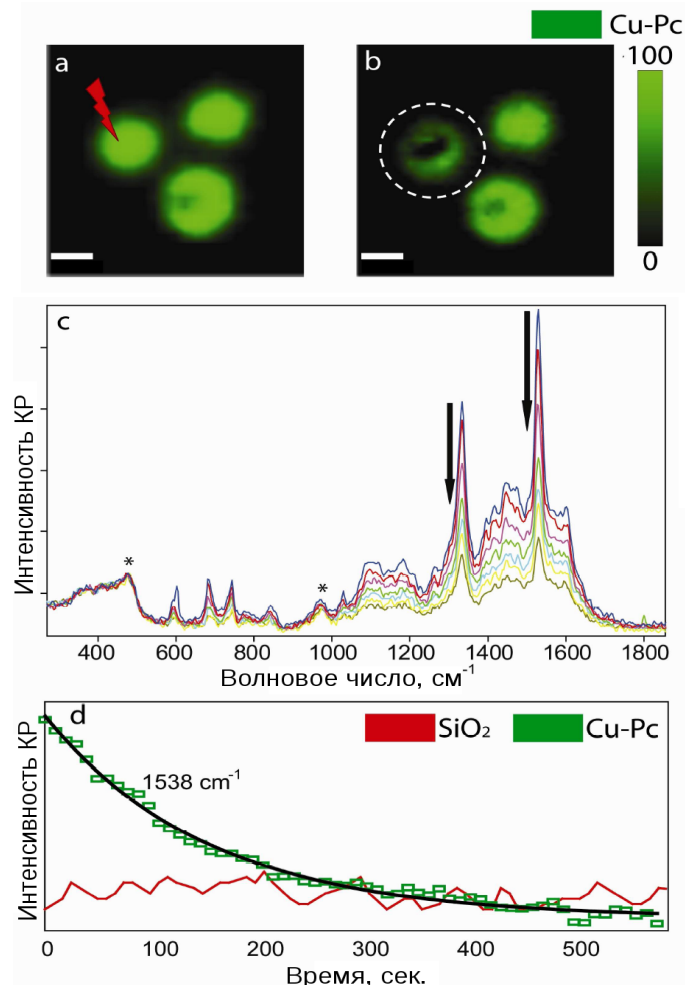 Cu-Pc
a
b
100
0
c
*
*
Интенсивность КР
400 600 800 1000 1200 1400 1600 1800
Волновое число, см⁻¹
d
SiO₂
Cu-Pc
1538 cm⁻¹
Интенсивность КР
0 100 200 300 400 500
Время, сек.